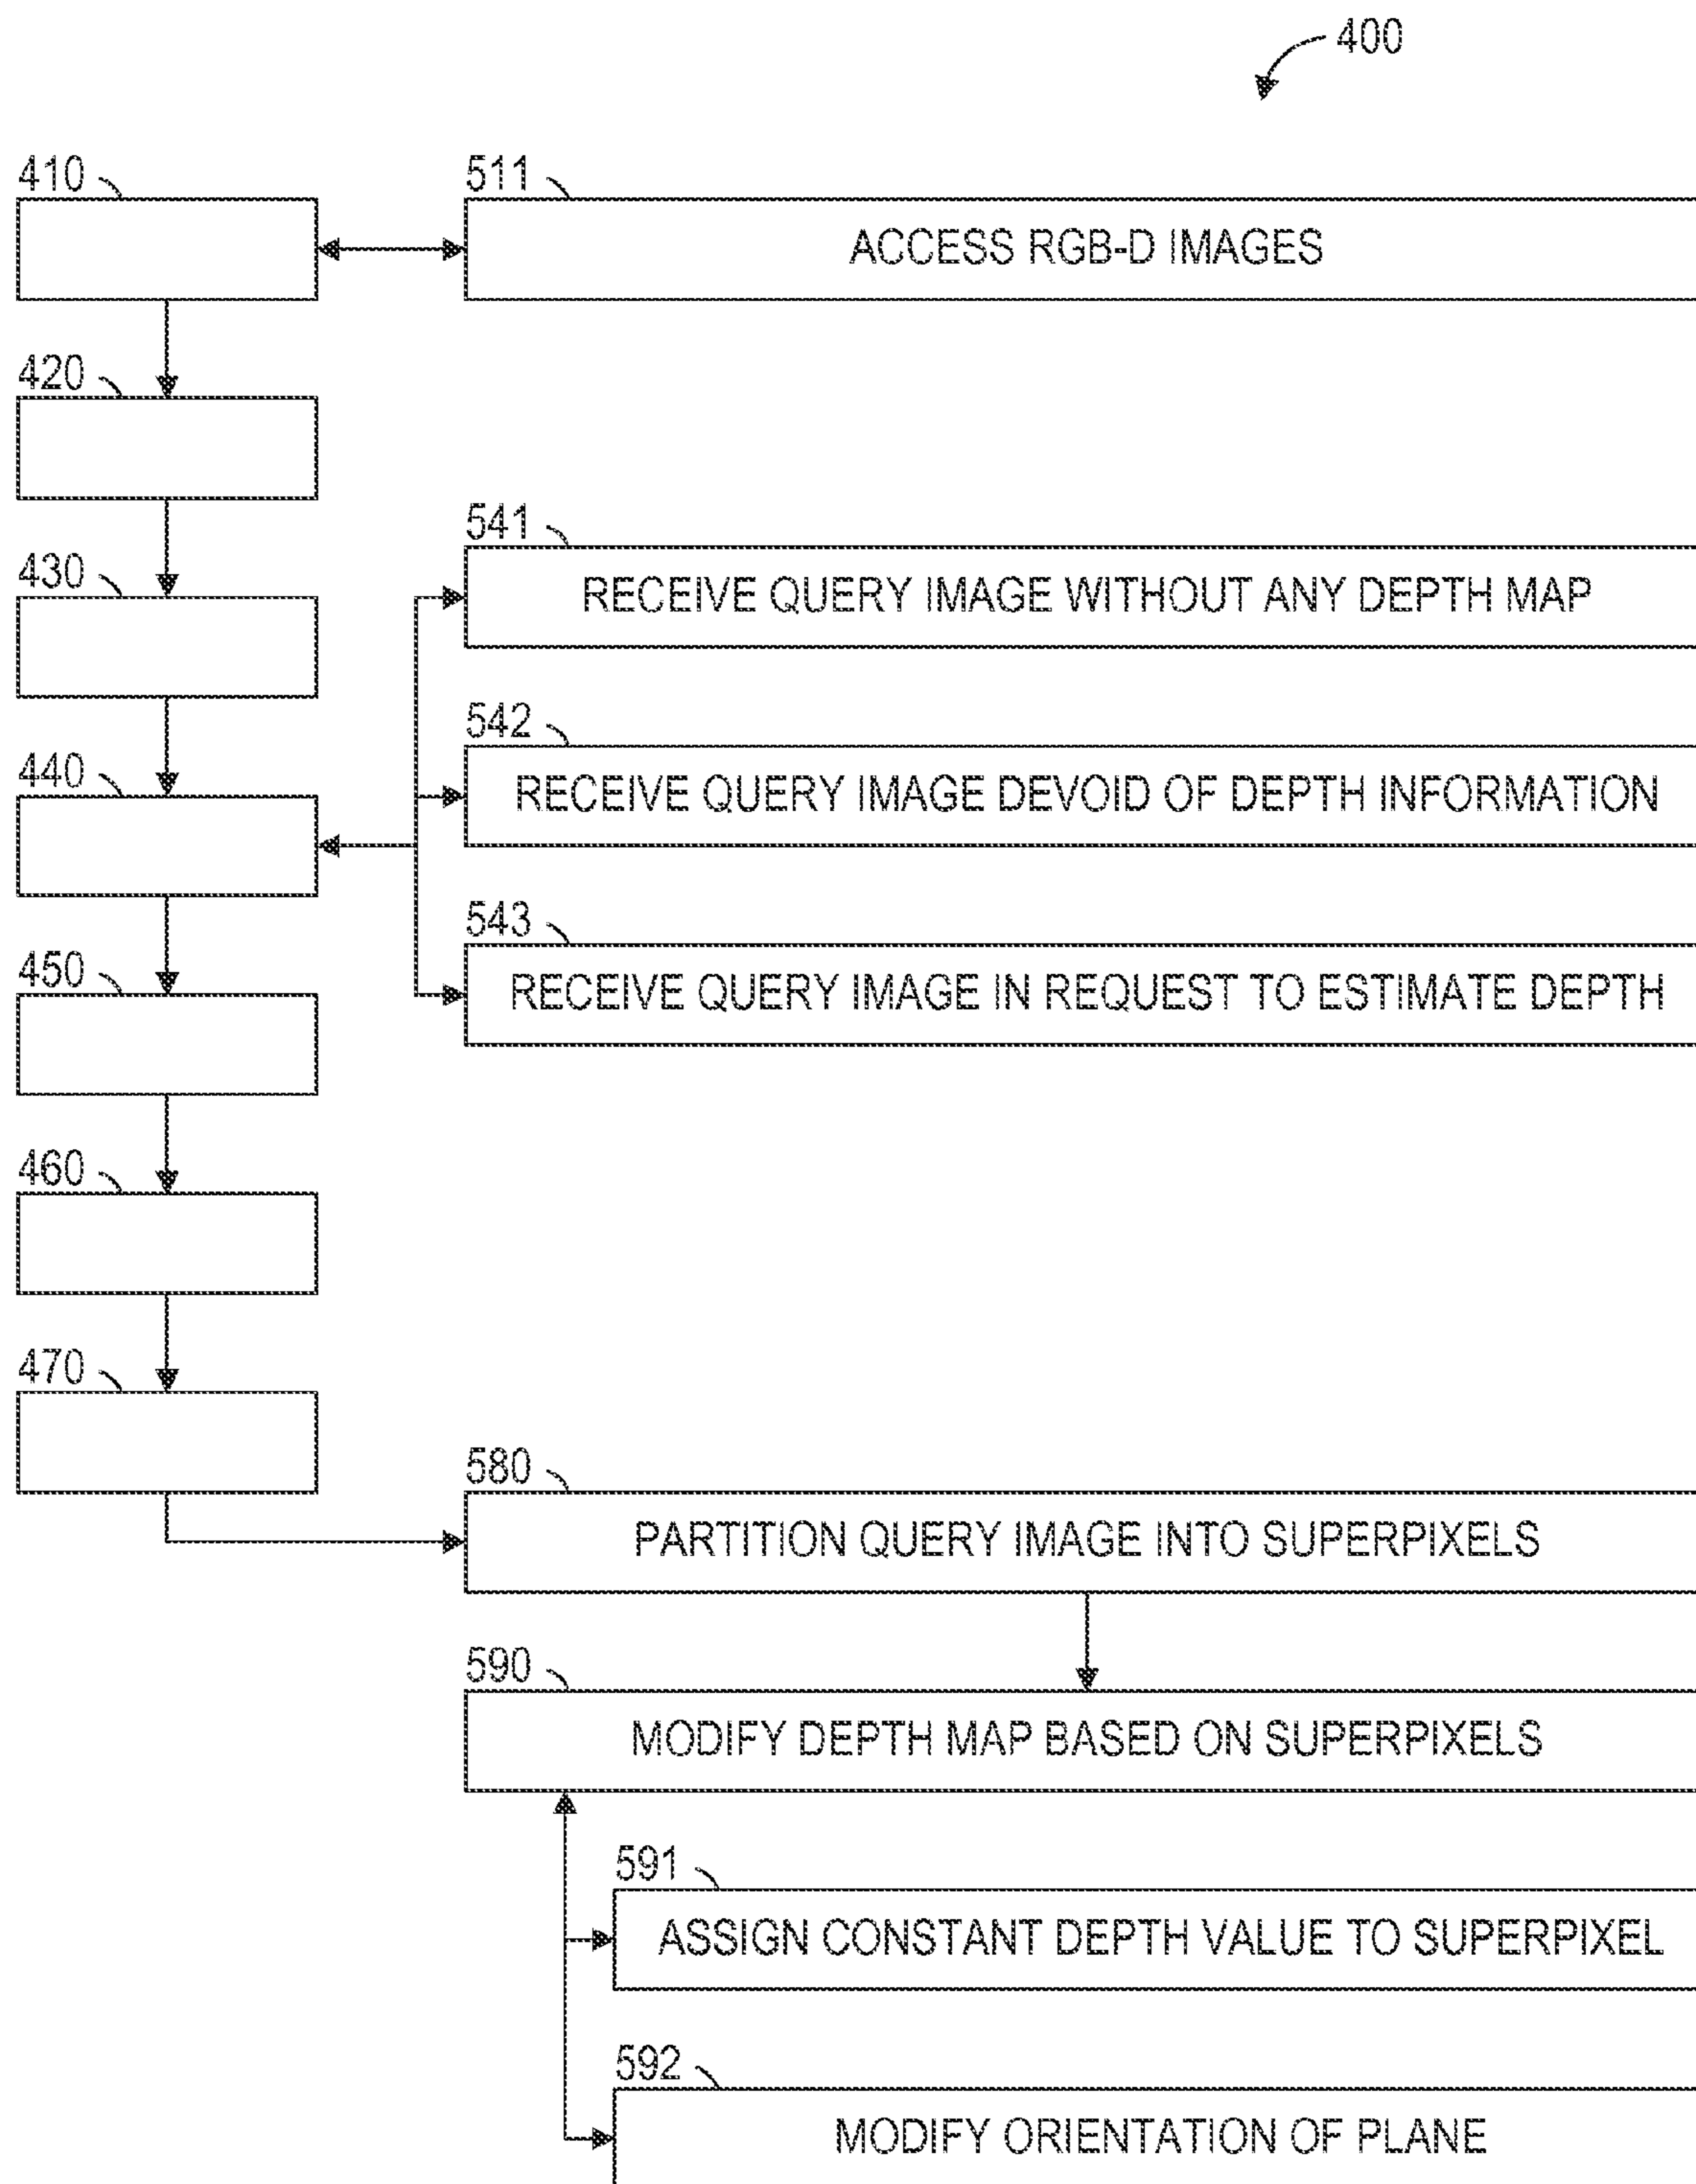 400
410
511
ACCESS RGB-D IMAGES
420
430
541
RECEIVE QUERY IMAGE WITHOUT ANY DEPTH MAP
440
542
RECEIVE QUERY IMAGE DEVOID OF DEPTH INFORMATION
543
RECEIVE QUERY IMAGE IN REQUEST TO ESTIMATE DEPTH
450
460
470
580
PARTITION QUERY IMAGE INTO SUPERPIXELS
590
MODIFY DEPTH MAP BASED ON SUPERPIXELS
591
ASSIGN CONSTANT DEPTH VALUE TO SUPERPIXEL
592
MODIFY ORIENTATION OF PLANE